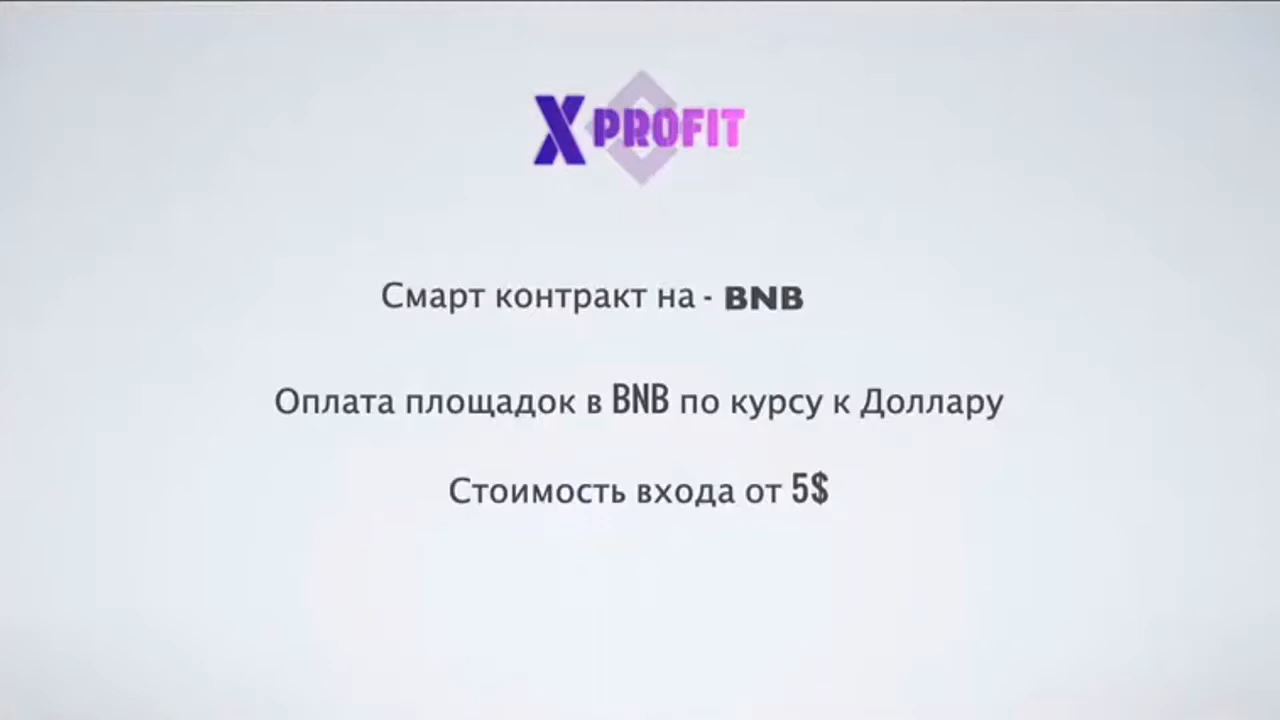 X PROFIT
Смарт контракт на - BNB
Оплата площадок в BNB по курсу к Доллару
Стоимость входа от 5$